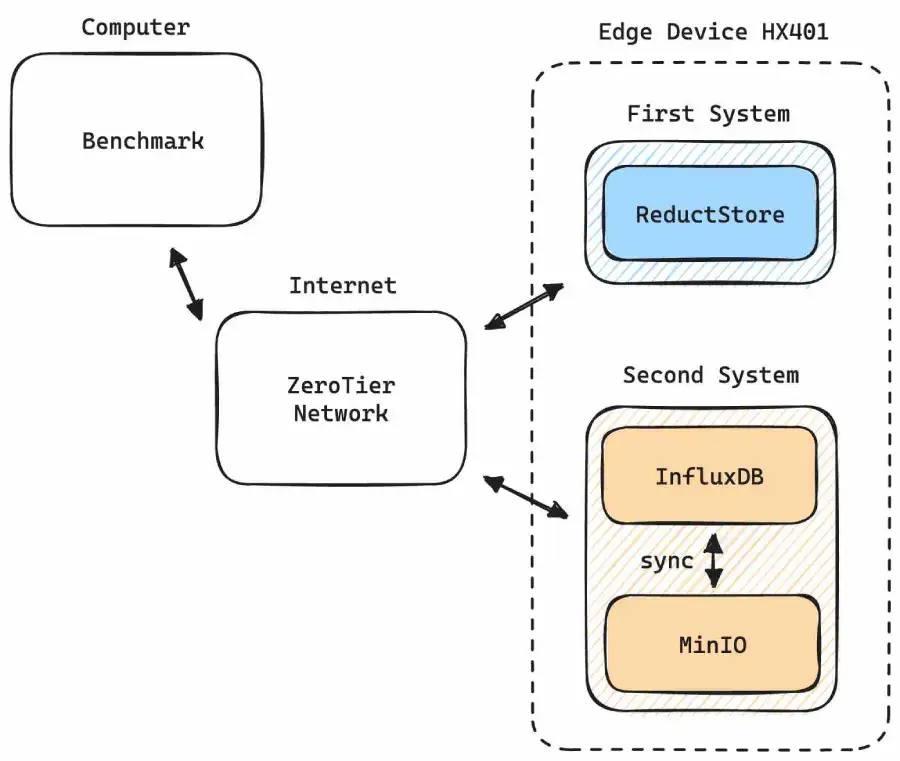 Computer
Benchmark
Internet
ZeroTier
Network
Edge Device HX401
First System
ReductStore
Second System
InfluxDB
sync
MinIO